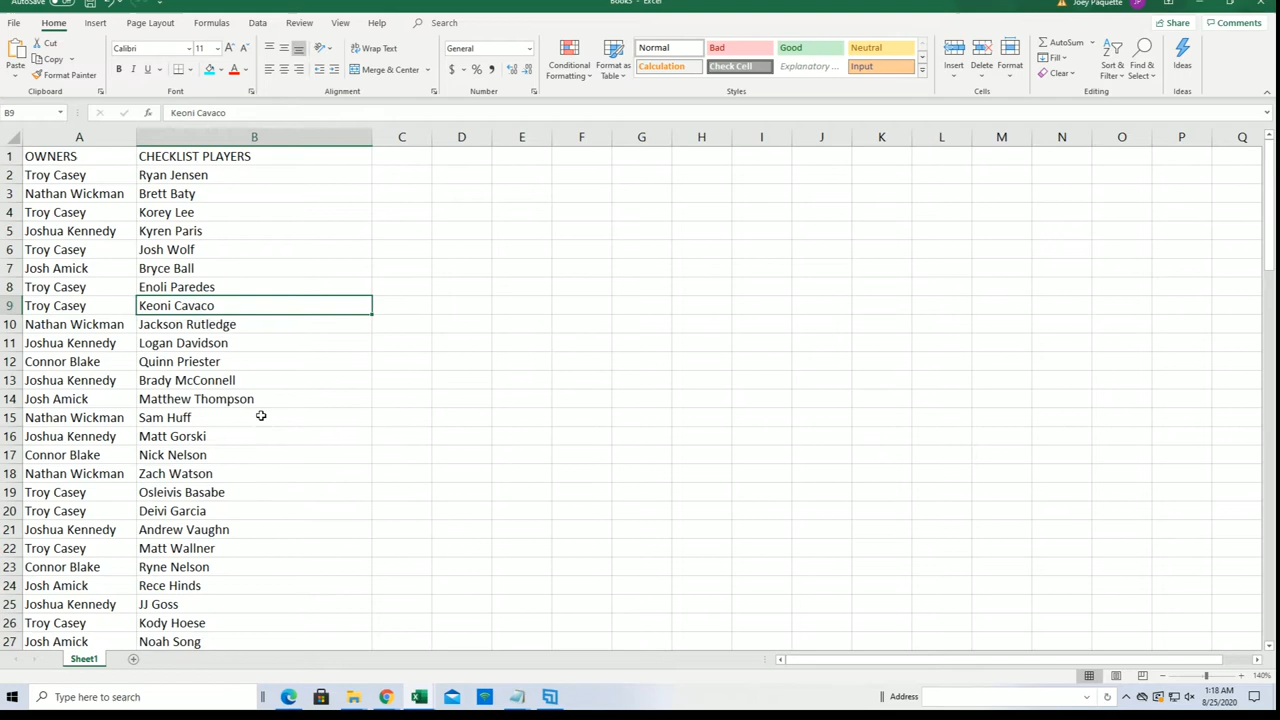 AutoSave Off Book5 - Excel Joey Paquette JP
File Home Insert Page Layout Formulas Data Review View Help Search Share Comments
Paste Cut Copy Format Painter Clipboard
Calibri 11 B I U Font
Wrap Text Merge & Center Alignment
General $ % , Number
Conditional Formatting Format as Table
Normal Bad Good Neutral
Calculation Check Cell Explanatory ... Input
Styles
Insert Delete Format Cells
AutoSum Fill Clear Sort & Filter Find & Select Editing
Ideas Ideas
B9 fx Keoni Cavaco
A B C D E F G H I J K L M N O P Q
1 OWNERS CHECKLIST PLAYERS
2 Troy Casey Ryan Jensen
3 Nathan Wickman Brett Baty
4 Troy Casey Korey Lee
5 Joshua Kennedy Kyren Paris
6 Troy Casey Josh Wolf
7 Josh Amick Bryce Ball
8 Troy Casey Enoli Paredes
9 Troy Casey Keoni Cavaco
10 Nathan Wickman Jackson Rutledge
11 Joshua Kennedy Logan Davidson
12 Connor Blake Quinn Priester
13 Joshua Kennedy Brady McConnell
14 Josh Amick Matthew Thompson
15 Nathan Wickman Sam Huff
16 Joshua Kennedy Matt Gorski
17 Connor Blake Nick Nelson
18 Nathan Wickman Zach Watson
19 Troy Casey Osleivis Basabe
20 Troy Casey Deivi Garcia
21 Joshua Kennedy Andrew Vaughn
22 Troy Casey Matt Wallner
23 Connor Blake Ryne Nelson
24 Josh Amick Rece Hinds
25 Joshua Kennedy JJ Goss
26 Troy Casey Kody Hoese
27 Josh Amick Noah Song
Sheet1
140%
Type here to search Address 1:18 AM
8/25/2020